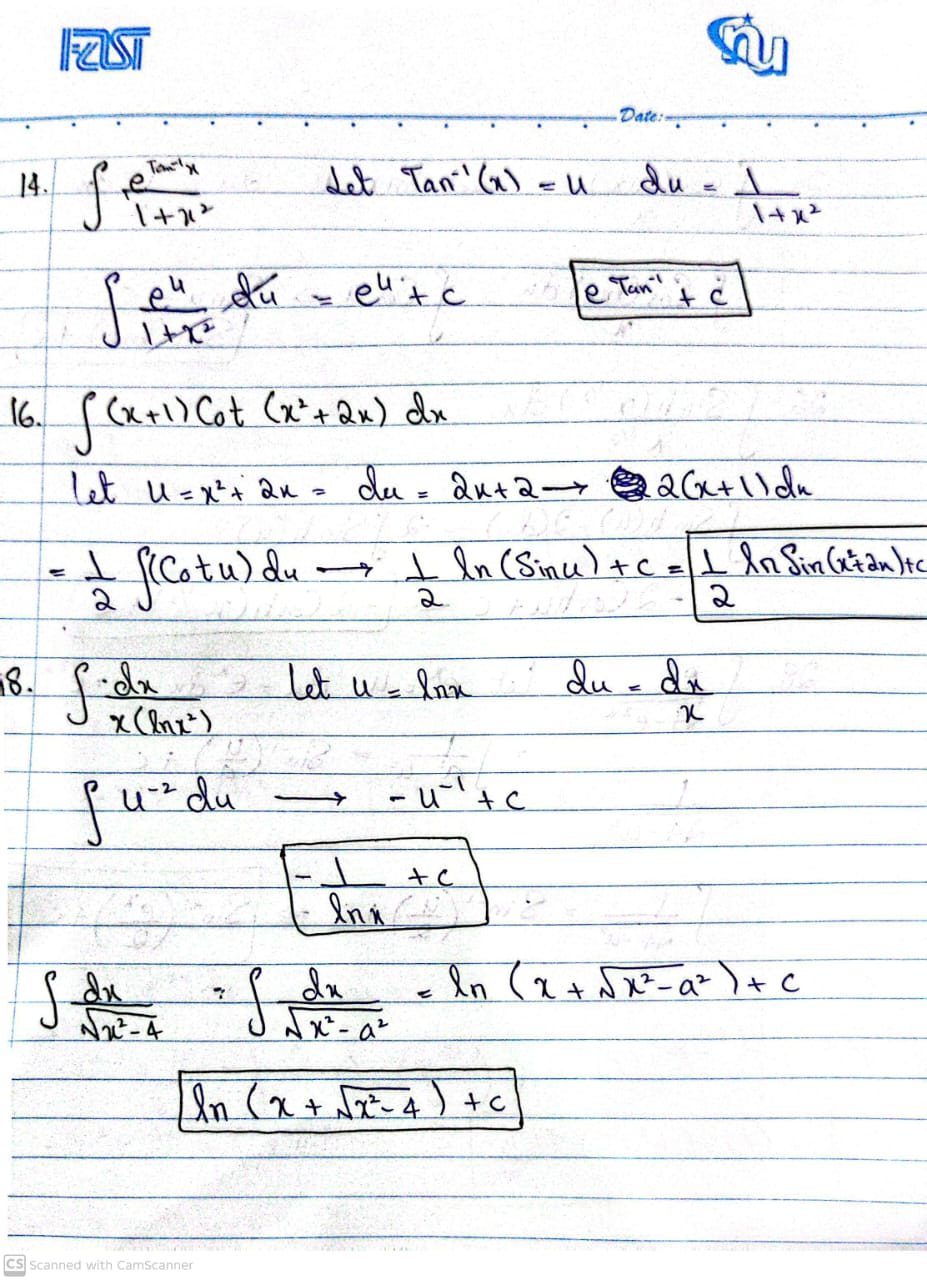 FAST nu
Date:
14. ∫ e^(Tan⁻¹x) / (1+x²) Let Tan⁻¹(x) = u du = 1/(1+x²)
∫ e^u/(1+x²) du = e^u + c e^(Tan⁻¹) + c
16. ∫ (x+1) Cot (x²+2x) dx
let u = x²+2x = du = 2x+2 → 2(x+1)dx
= 1/2 ∫(Cotu) du → 1/2 ln (Sinu) + c = 1/2 ln Sin(x²+2x)+c
18. ∫ dx / x(lnx²) let u = lnx du = dx/x
∫ u⁻² du → -u⁻¹ + c
- 1/lnx + c
∫ dx/√(x²-4) = ∫ dx/√(x²-a²) = ln (x + √(x²-a²)) + c
ln (x + √(x²-4)) + c
CS Scanned with CamScanner